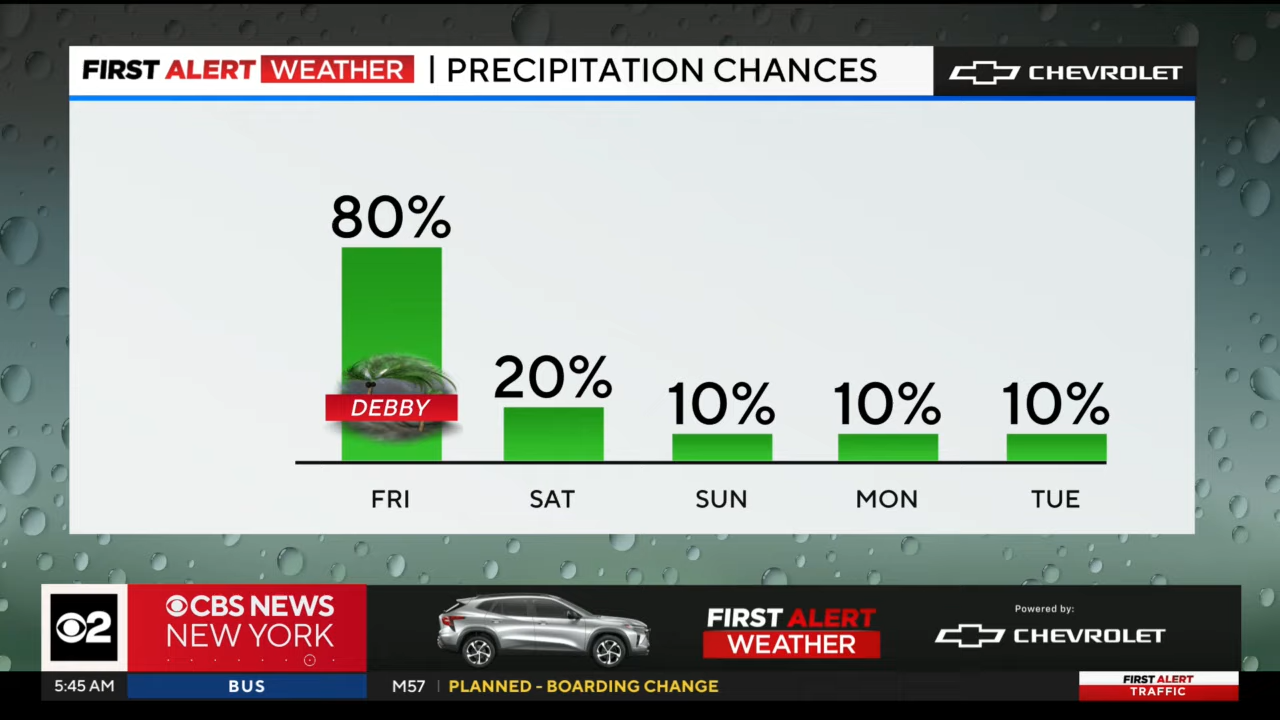 FIRST ALERT WEATHER | PRECIPITATION CHANCES
CHEVROLET
80%
20%
10%
10%
10%
DEBBY
FRI
SAT
SUN
MON
TUE
2
CBS NEWS
NEW YORK
FIRST ALERT
WEATHER
Powered by:
CHEVROLET
5:45 AM
BUS
M57
PLANNED - BOARDING CHANGE
FIRST ALERT
TRAFFIC